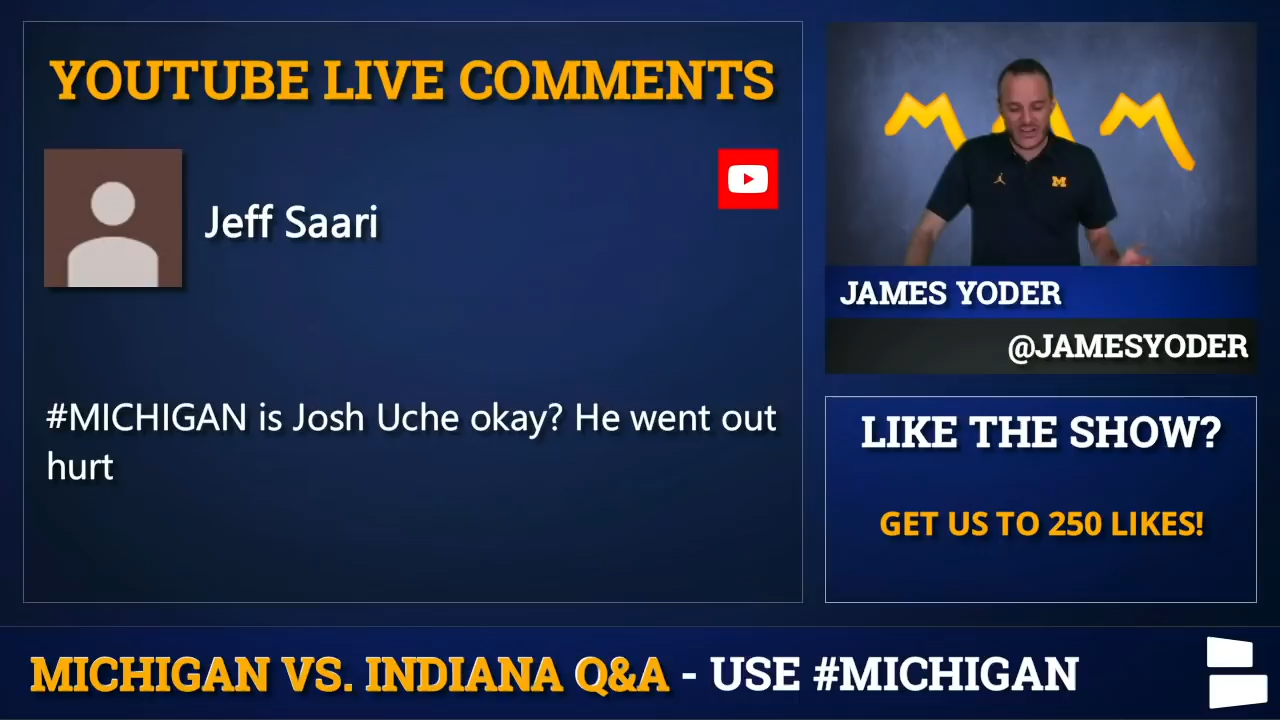 YOUTUBE LIVE COMMENTS
Jeff Saari
#MICHIGAN is Josh Uche okay? He went out
hurt
M
JAMES YODER
@JAMESYODER
LIKE THE SHOW?
GET US TO 250 LIKES!
MICHIGAN VS. INDIANA Q&A - USE #MICHIGAN